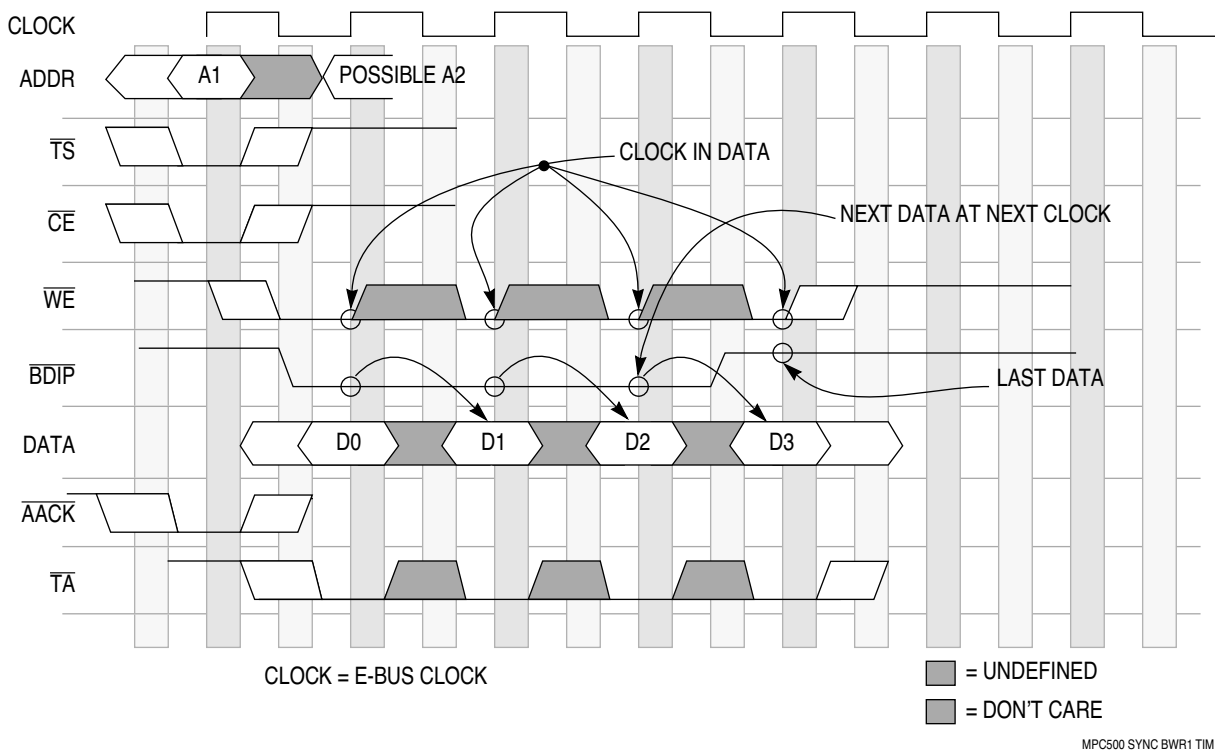 CLOCK
ADDR
A1
POSSIBLE A2
TS
CLOCK IN DATA
CE
NEXT DATA AT NEXT CLOCK
WE
BDIP
LAST DATA
DATA
D0
D1
D2
D3
AACK
TA
CLOCK = E-BUS CLOCK
= UNDEFINED
= DON'T CARE
MPC500 SYNC BWR1 TIM